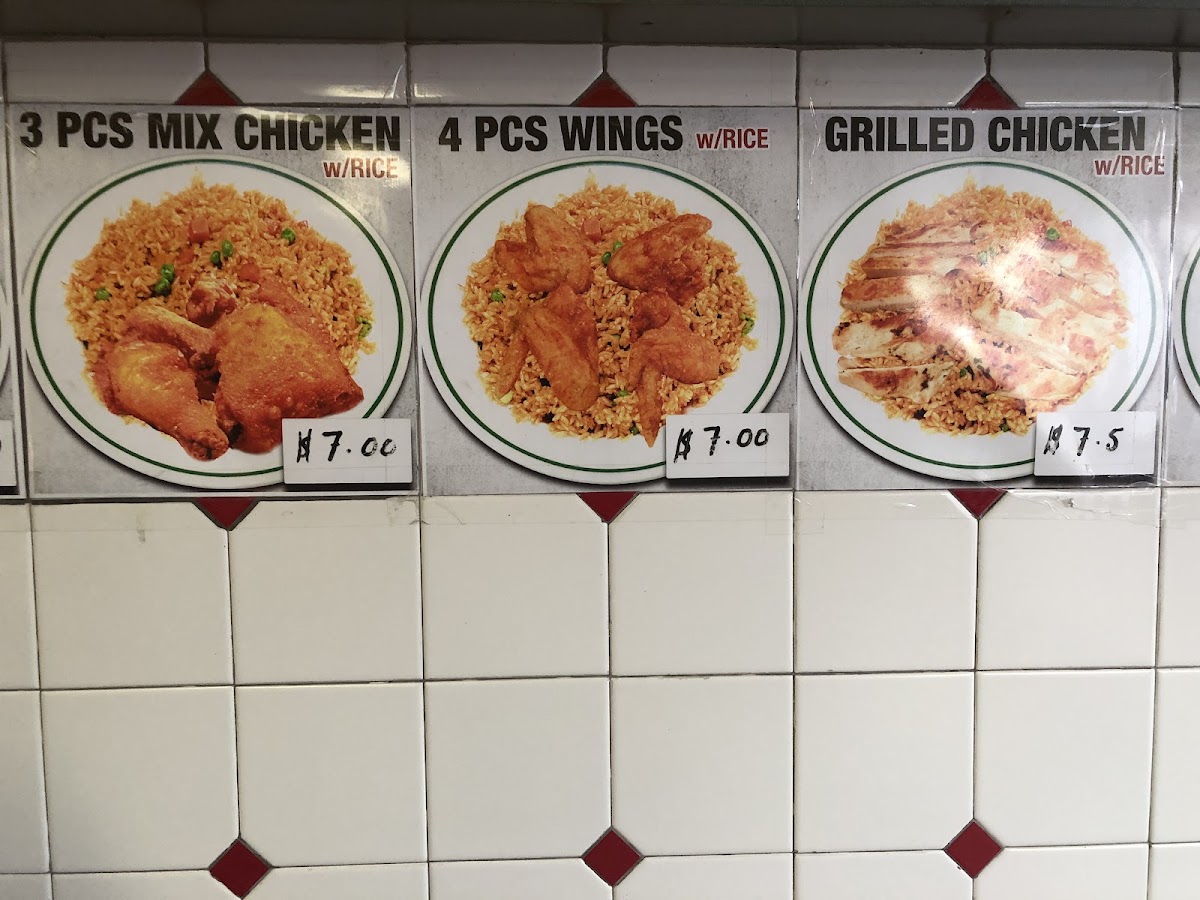 3 PCS MIX CHICKEN
w/RICE
$7.00
4 PCS WINGS w/RICE
$7.00
GRILLED CHICKEN
w/RICE
$7.5